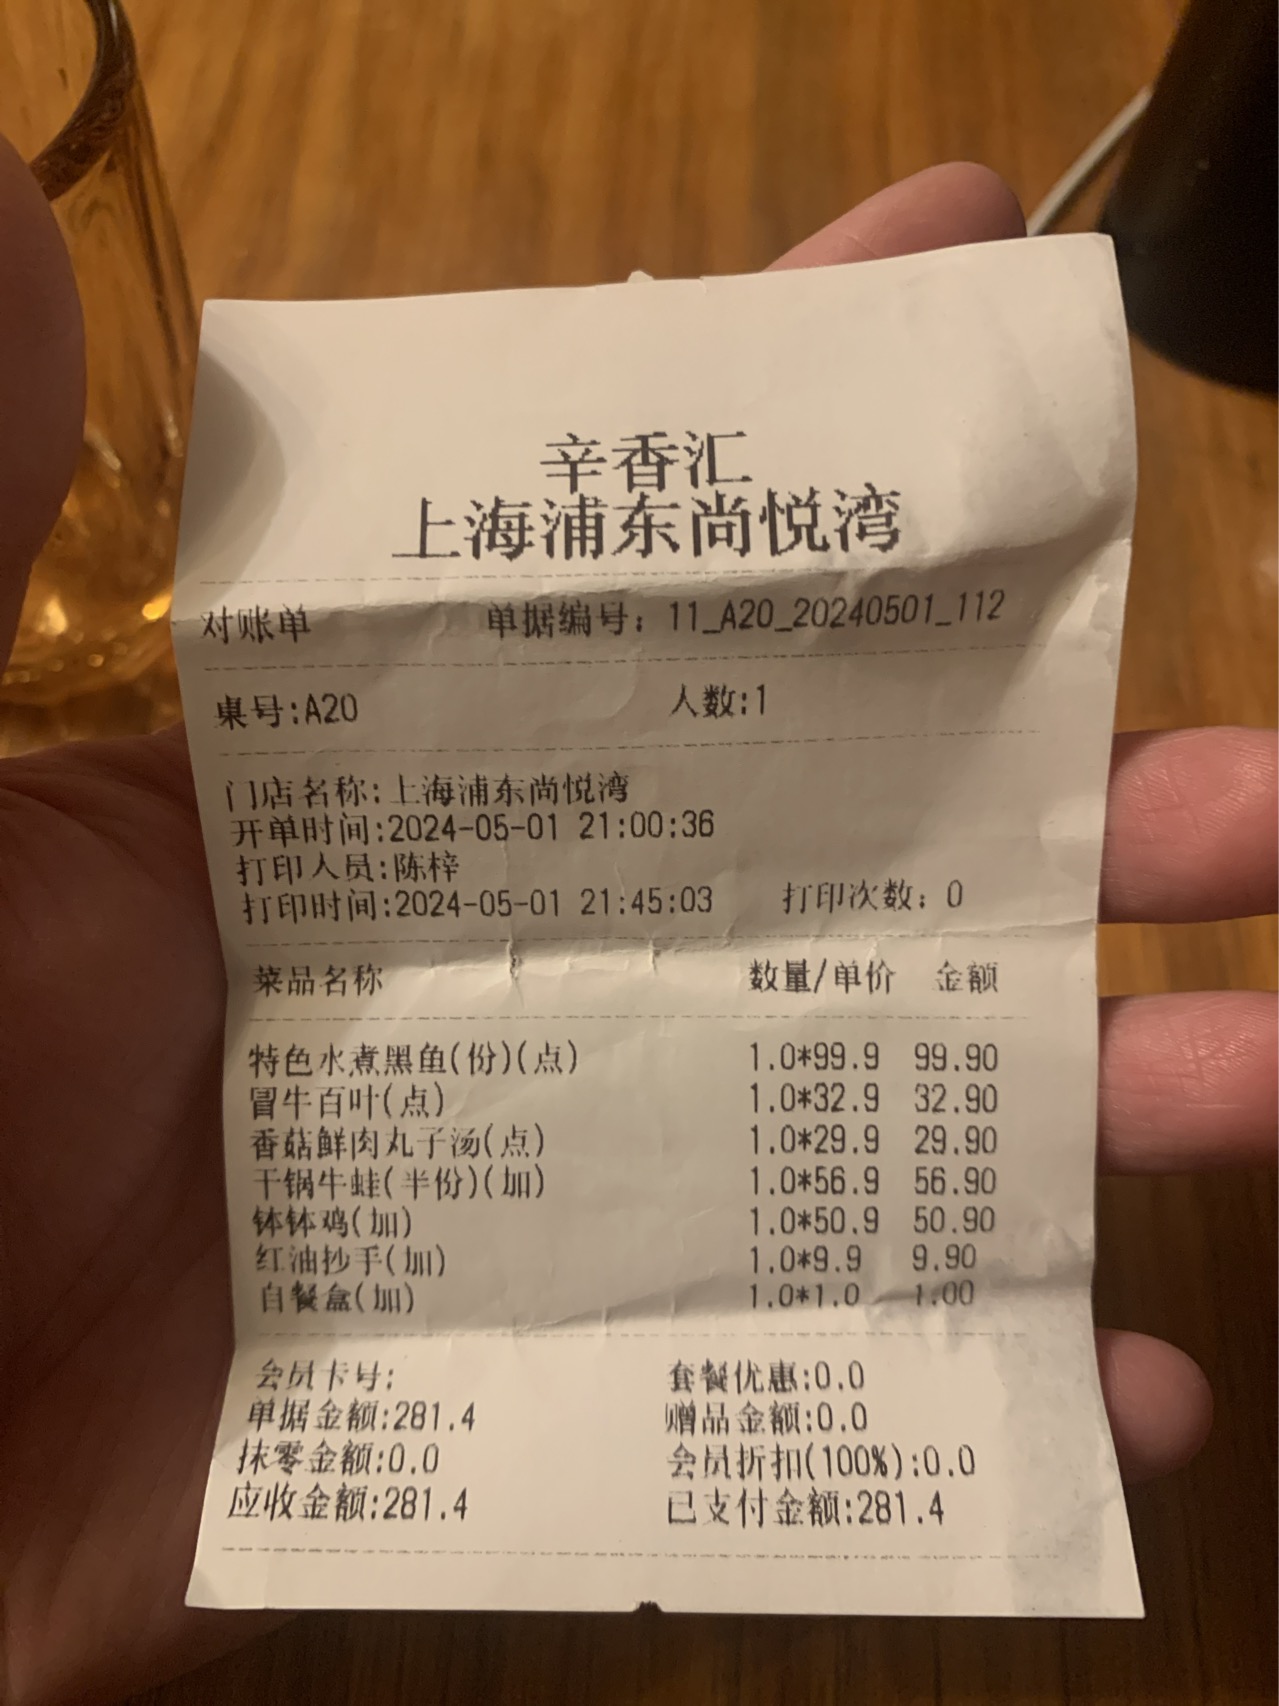 辛香汇
上海浦东尚悦湾
对账单 单据编号：11_A20_20240501_112
桌号:A20 人数:1
门店名称:上海浦东尚悦湾
开单时间:2024-05-01 21:00:36
打印人员:陈梓
打印时间:2024-05-01 21:45:03 打印次数：0
菜品名称 数量/单价 金额
特色水煮黑鱼(份)(点) 1.0*99.9 99.90
冒牛百叶(点) 1.0*32.9 32.90
香菇鲜肉丸子汤(点) 1.0*29.9 29.90
干锅牛蛙(半份)(加) 1.0*56.9 56.90
钵钵鸡(加) 1.0*50.9 50.90
红油抄手(加) 1.0*9.9 9.90
自餐盒(加) 1.0*1.0 1.00
会员卡号: 套餐优惠:0.0
单据金额:281.4 赠品金额:0.0
抹零金额:0.0 会员折扣(100%):0.0
应收金额:281.4 已支付金额:281.4